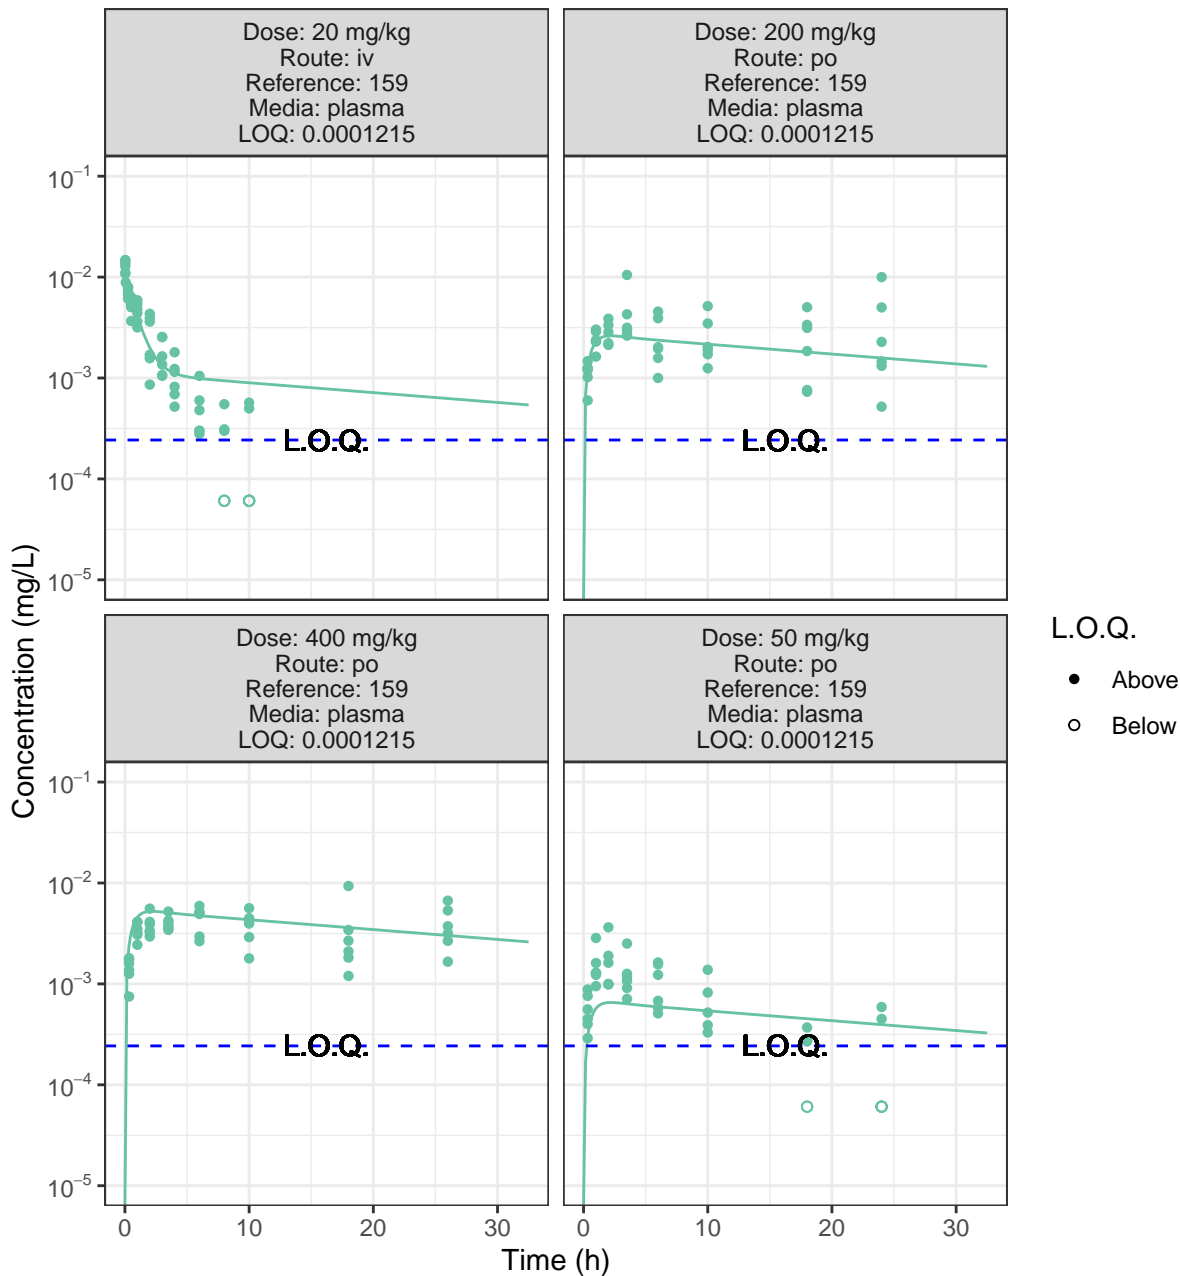 Dose: 20 mg/kg
Route: iv
Reference: 159
Media: plasma
LOQ: 0.0001215
Dose: 200 mg/kg
Route: po
Reference: 159
Media: plasma
LOQ: 0.0001215
10⁻¹
10⁻²
10⁻³
10⁻⁴
10⁻⁵
L.O.Q.
L.O.Q.
Dose: 400 mg/kg
Route: po
Reference: 159
Media: plasma
LOQ: 0.0001215
Dose: 50 mg/kg
Route: po
Reference: 159
Media: plasma
LOQ: 0.0001215
10⁻¹
10⁻²
10⁻³
10⁻⁴
10⁻⁵
L.O.Q.
L.O.Q.
0 10 20 30
0 10 20 30
Time (h)
Concentration (mg/L)
L.O.Q.
Above
Below